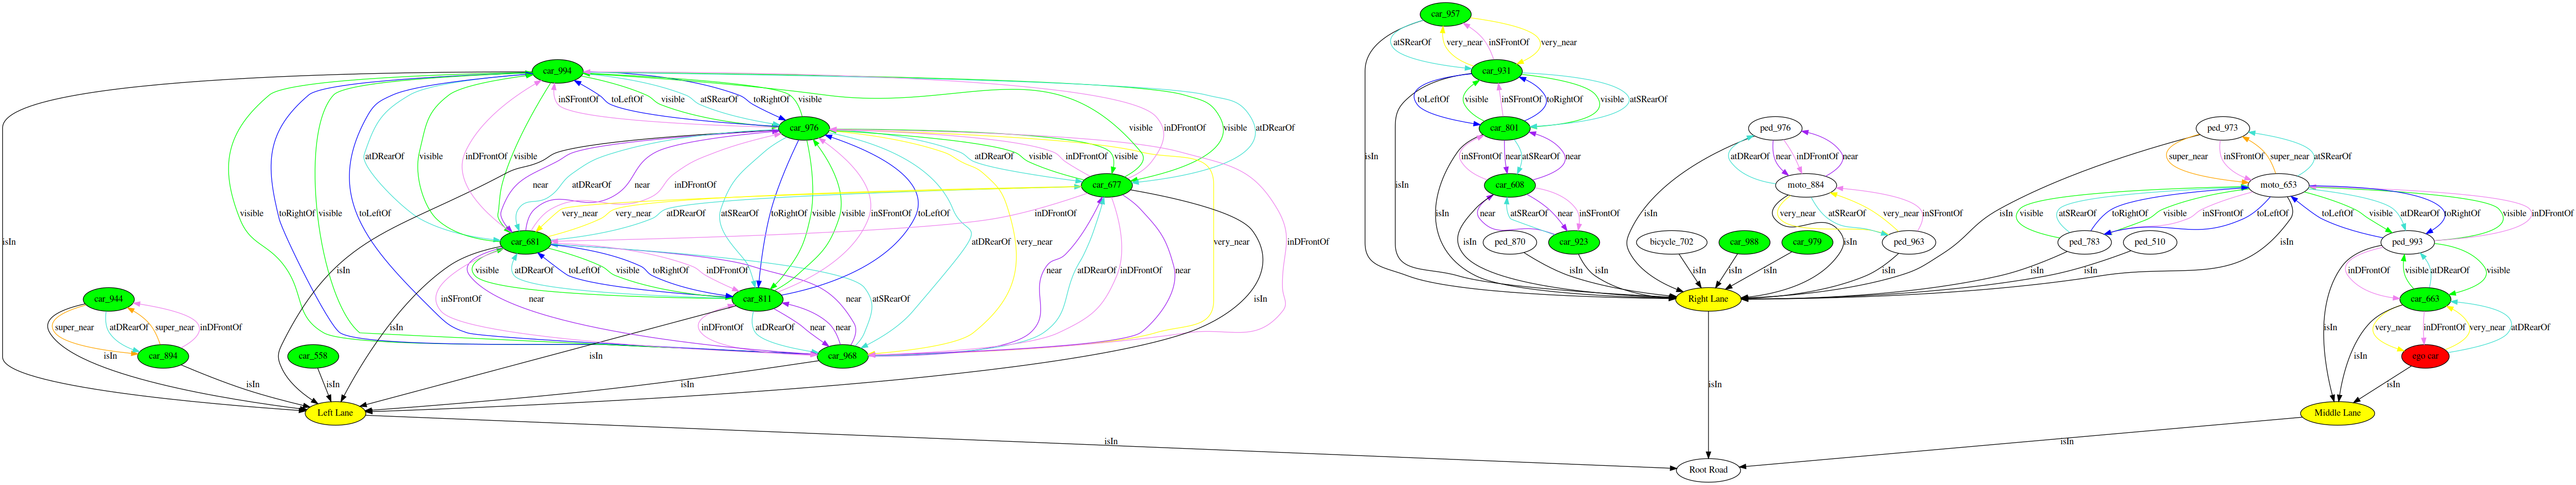 car_957
atSRearOf
very_near
inSFrontOf
very_near
car_994
car_931
visible
toLeftOf
visible
atSRearOf
toRightOf
visible
inSFrontOf
toLeftOf
visible
inSFrontOf
toRightOf
visible
atSRearOf
car_976
visible
inDFrontOf
visible
atDRearOf
car_801
ped_976
ped_973
atDRearOf
visible
inDFrontOf
visible
atDRearOf
visible
inDFrontOf
visible
isIn
inSFrontOf
near
atSRearOf
near
atDRearOf
near
inDFrontOf
near
super_near
inSFrontOf
super_near
atSRearOf
car_677
near
atDRearOf
near
inDFrontOf
isIn
car_608
moto_884
moto_653
visible
toRightOf
visible
toLeftOf
very_near
very_near
atDRearOf
atSRearOf
toRightOf
visible
visible
inSFrontOf
toLeftOf
inDFrontOf
near
atSRearOf
near
inSFrontOf
isIn
isIn
very_near
atSRearOf
very_near
inSFrontOf
isIn
visible
atSRearOf
toRightOf
visible
inSFrontOf
toLeftOf
toLeftOf
visible
atDRearOf
toRightOf
visible
inDFrontOf
isIn
car_681
atDRearOf
very_near
inDFrontOf
isIn
ped_870
car_923
bicycle_702
car_988
car_979
isIn
ped_963
ped_783
ped_510
isIn
ped_993
visible
atDRearOf
toLeftOf
visible
toRightOf
inDFrontOf
near
atDRearOf
inDFrontOf
near
isIn
isIn
isIn
isIn
isIn
isIn
isIn
isIn
inDFrontOf
visible
atDRearOf
visible
car_944
isIn
inSFrontOf
near
car_811
atSRearOf
isIn
Right Lane
car_663
super_near
atDRearOf
super_near
inDFrontOf
isIn
inDFrontOf
atDRearOf
near
near
isIn
very_near
inDFrontOf
very_near
atDRearOf
isIn
car_894
car_558
isIn
car_968
isIn
ego car
isIn
isIn
isIn
isIn
isIn
Left Lane
Middle Lane
isIn
isIn
Root Road